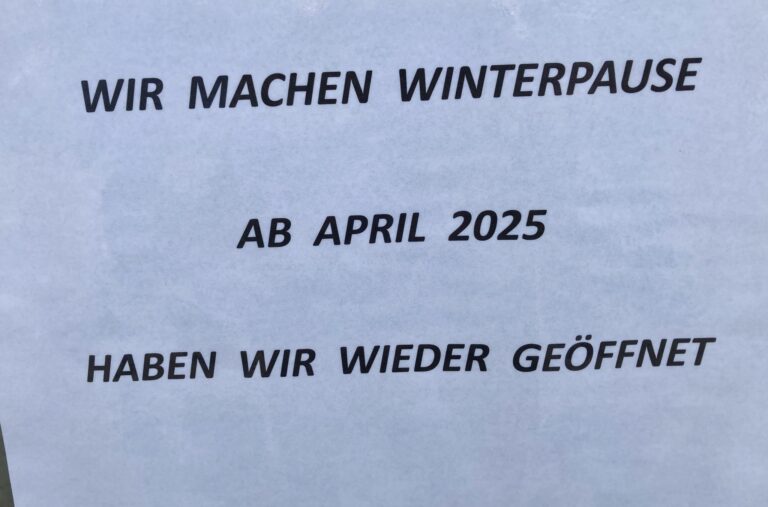 WIR MACHEN WINTERPAUSE
AB APRIL 2025
HABEN WIR WIEDER GEÖFFNET